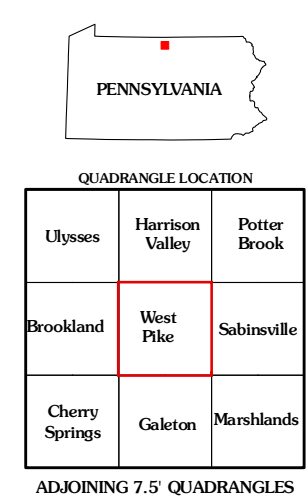 PENNSYLVANIA
QUADRANGLE LOCATION
Ulysses
Harrison
Valley
Potter
Brook
Brookland
West
Pike
Sabinsville
Cherry
Springs
Galeton
Marshlands
ADJOINING 7.5' QUADRANGLES